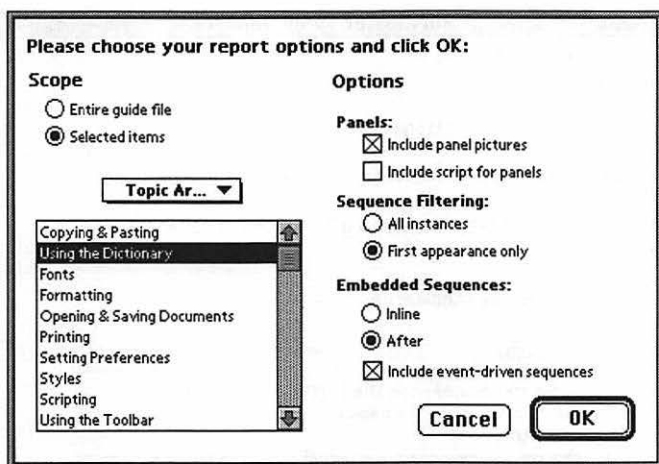 Please choose your report options and click OK:
Scope
Entire guide file
Selected items
Topic Ar...
Copying & Pasting
Using the Dictionary
Fonts
Formatting
Opening & Saving Documents
Printing
Setting Preferences
Styles
Scripting
Using the Toolbar
Options
Panels:
Include panel pictures
Include script for panels
Sequence Filtering:
All instances
First appearance only
Embedded Sequences:
Inline
After
Include event-driven sequences
Cancel
OK